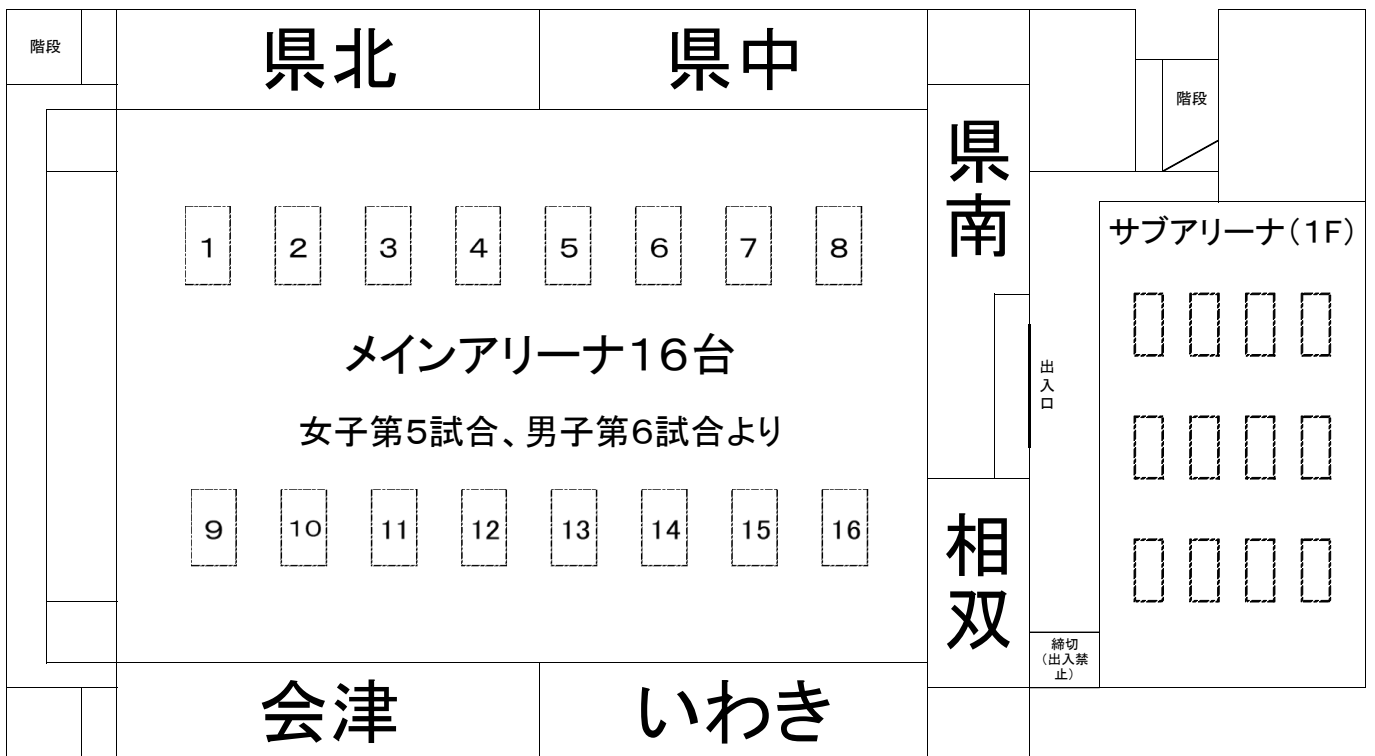 階段
県北
県中
県南
階段
サブアリーナ(1F)
1
2
3
4
5
6
7
8
メインアリーナ16台
出入口
女子第5試合、男子第6試合より
9
10
11
12
13
14
15
16
相双
締切
(出入禁
止)
会津
いわき